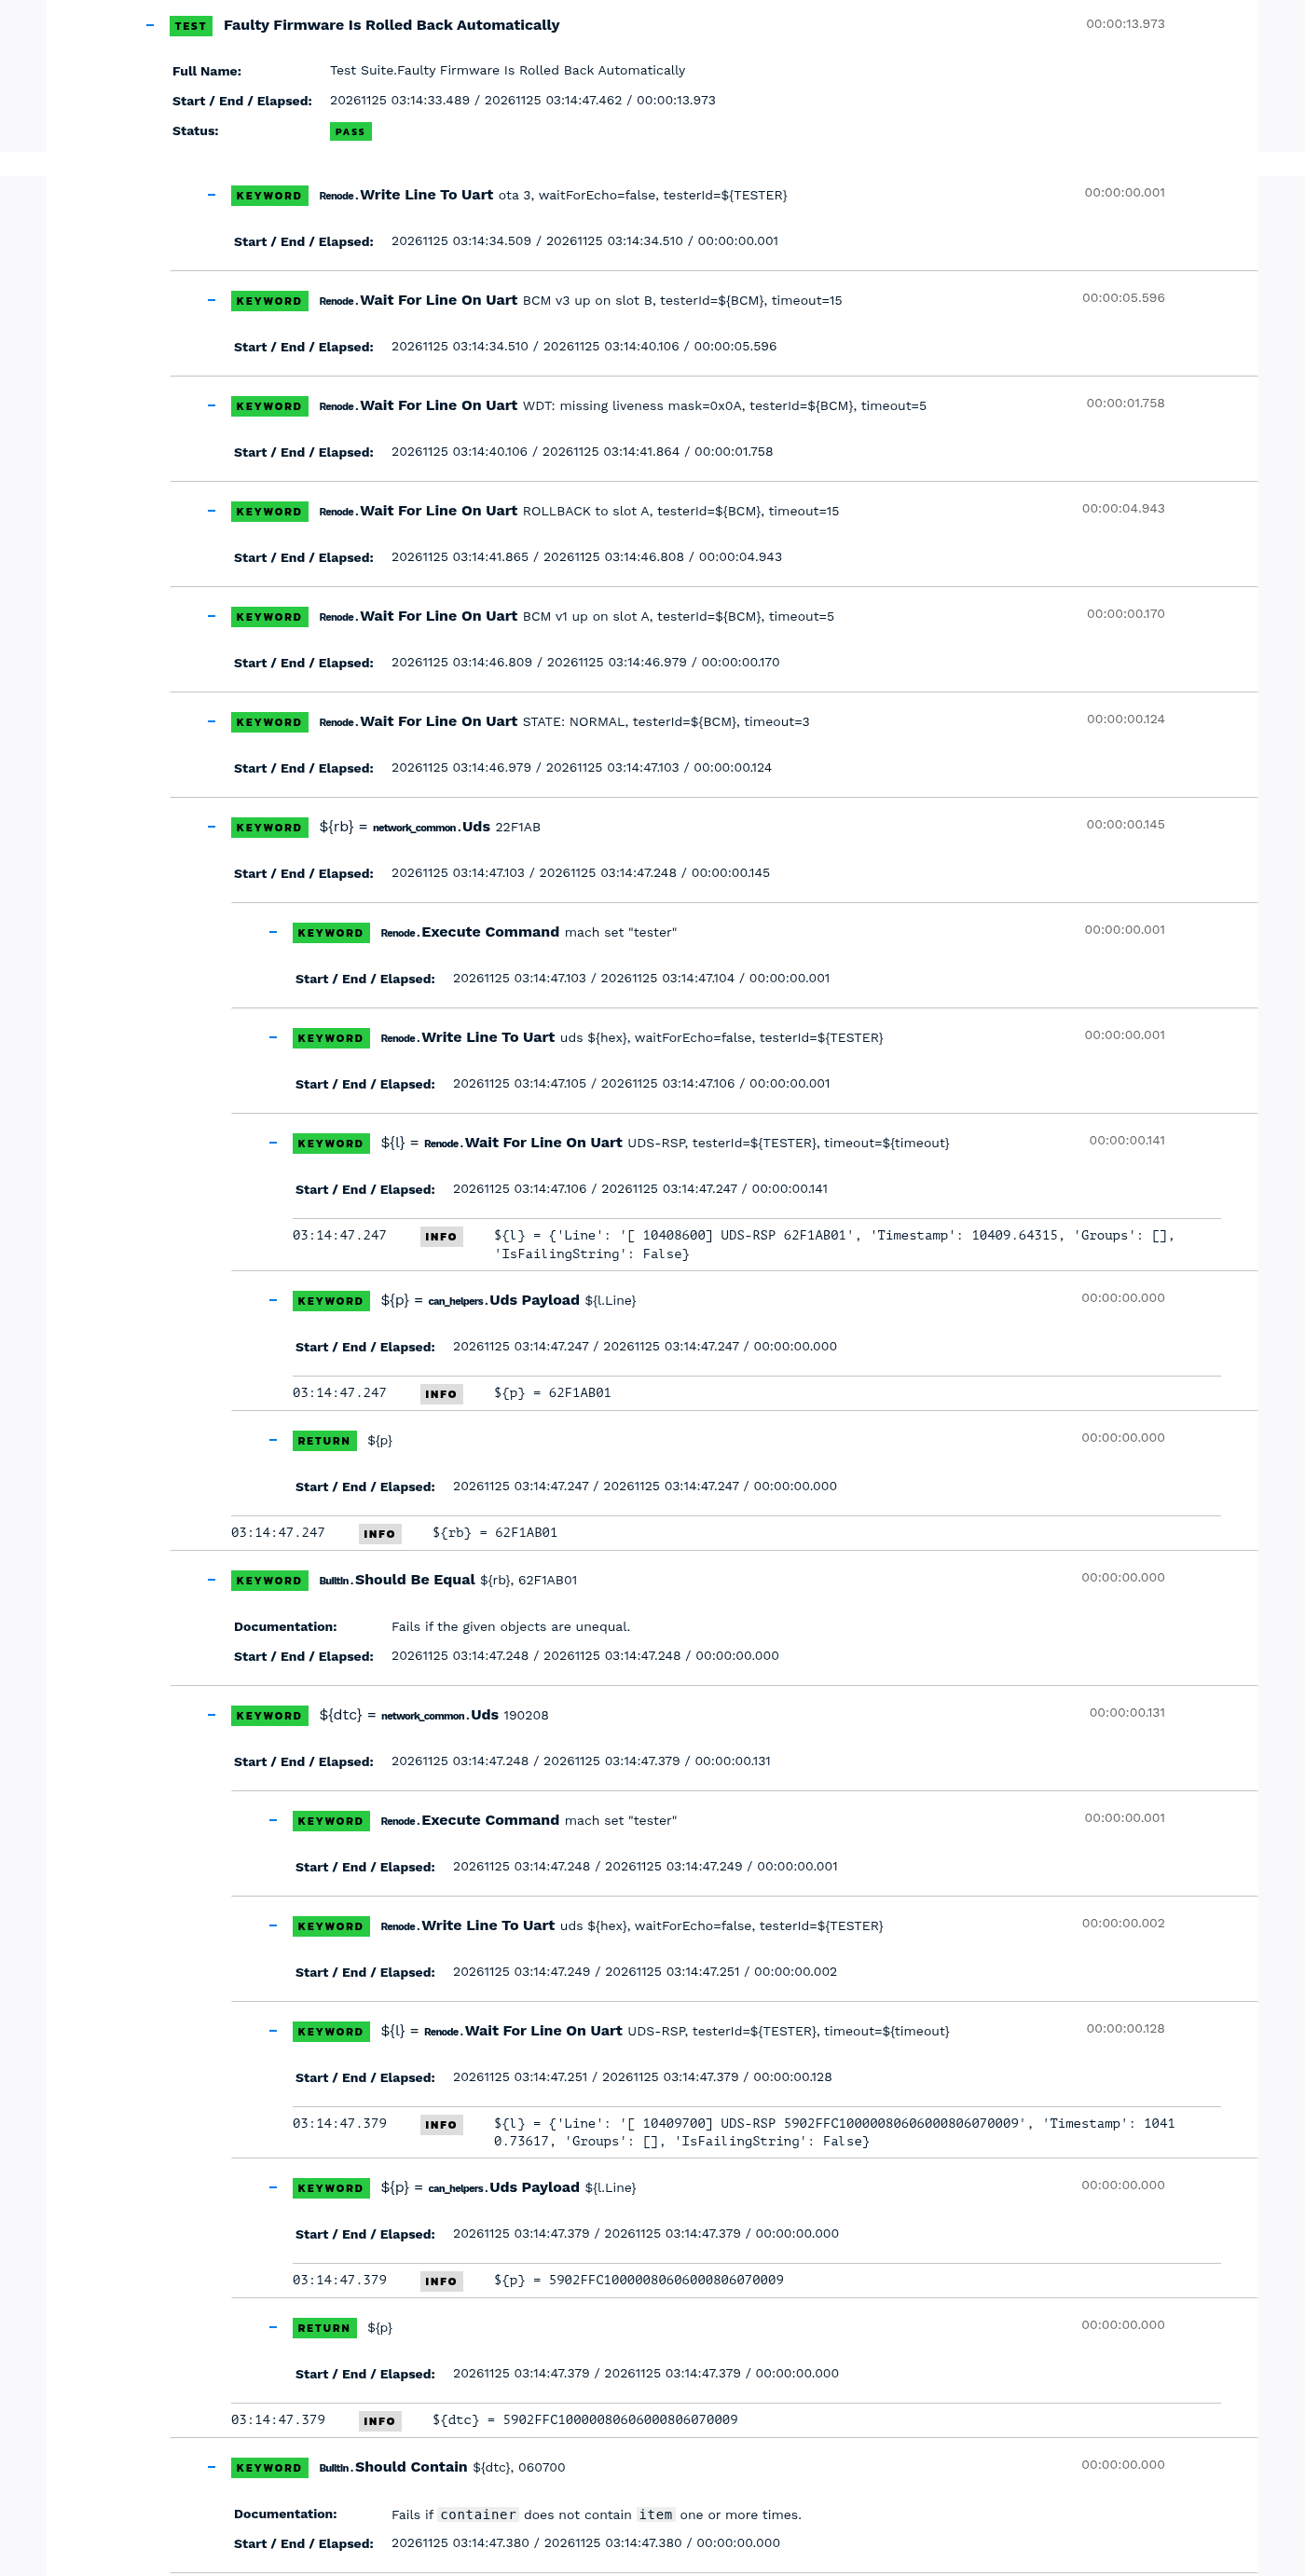 TEST Faulty Firmware Is Rolled Back Automatically 00:00:13.973
Full Name: Test Suite.Faulty Firmware Is Rolled Back Automatically
Start / End / Elapsed: 20261125 03:14:33.489 / 20261125 03:14:47.462 / 00:00:13.973
Status: PASS
KEYWORD Renode.Write Line To Uart ota 3, waitForEcho=false, testerId=${TESTER} 00:00:00.001
Start / End / Elapsed: 20261125 03:14:34.509 / 20261125 03:14:34.510 / 00:00:00.001
KEYWORD Renode.Wait For Line On Uart BCM v3 up on slot B, testerId=${BCM}, timeout=15 00:00:05.596
Start / End / Elapsed: 20261125 03:14:34.510 / 20261125 03:14:40.106 / 00:00:05.596
KEYWORD Renode.Wait For Line On Uart WDT: missing liveness mask=0x0A, testerId=${BCM}, timeout=5 00:00:01.758
Start / End / Elapsed: 20261125 03:14:40.106 / 20261125 03:14:41.864 / 00:00:01.758
KEYWORD Renode.Wait For Line On Uart ROLLBACK to slot A, testerId=${BCM}, timeout=15 00:00:04.943
Start / End / Elapsed: 20261125 03:14:41.865 / 20261125 03:14:46.808 / 00:00:04.943
KEYWORD Renode.Wait For Line On Uart BCM v1 up on slot A, testerId=${BCM}, timeout=5 00:00:00.170
Start / End / Elapsed: 20261125 03:14:46.809 / 20261125 03:14:46.979 / 00:00:00.170
KEYWORD Renode.Wait For Line On Uart STATE: NORMAL, testerId=${BCM}, timeout=3 00:00:00.124
Start / End / Elapsed: 20261125 03:14:46.979 / 20261125 03:14:47.103 / 00:00:00.124
KEYWORD ${rb} = network_common.Uds 22F1AB 00:00:00.145
Start / End / Elapsed: 20261125 03:14:47.103 / 20261125 03:14:47.248 / 00:00:00.145
KEYWORD Renode.Execute Command mach set "tester" 00:00:00.001
Start / End / Elapsed: 20261125 03:14:47.103 / 20261125 03:14:47.104 / 00:00:00.001
KEYWORD Renode.Write Line To Uart uds ${hex}, waitForEcho=false, testerId=${TESTER} 00:00:00.001
Start / End / Elapsed: 20261125 03:14:47.105 / 20261125 03:14:47.106 / 00:00:00.001
KEYWORD ${l} = Renode.Wait For Line On Uart UDS-RSP, testerId=${TESTER}, timeout=${timeout} 00:00:00.141
Start / End / Elapsed: 20261125 03:14:47.106 / 20261125 03:14:47.247 / 00:00:00.141
03:14:47.247 INFO ${l} = {'Line': '[ 10408600] UDS-RSP 62F1AB01', 'Timestamp': 10409.64315, 'Groups': [],
'IsFailingString': False}
KEYWORD ${p} = can_helpers.Uds Payload ${l.Line} 00:00:00.000
Start / End / Elapsed: 20261125 03:14:47.247 / 20261125 03:14:47.247 / 00:00:00.000
03:14:47.247 INFO ${p} = 62F1AB01
RETURN ${p} 00:00:00.000
Start / End / Elapsed: 20261125 03:14:47.247 / 20261125 03:14:47.247 / 00:00:00.000
03:14:47.247 INFO ${rb} = 62F1AB01
KEYWORD BuiltIn.Should Be Equal ${rb}, 62F1AB01 00:00:00.000
Documentation: Fails if the given objects are unequal.
Start / End / Elapsed: 20261125 03:14:47.248 / 20261125 03:14:47.248 / 00:00:00.000
KEYWORD ${dtc} = network_common.Uds 190208 00:00:00.131
Start / End / Elapsed: 20261125 03:14:47.248 / 20261125 03:14:47.379 / 00:00:00.131
KEYWORD Renode.Execute Command mach set "tester" 00:00:00.001
Start / End / Elapsed: 20261125 03:14:47.248 / 20261125 03:14:47.249 / 00:00:00.001
KEYWORD Renode.Write Line To Uart uds ${hex}, waitForEcho=false, testerId=${TESTER} 00:00:00.002
Start / End / Elapsed: 20261125 03:14:47.249 / 20261125 03:14:47.251 / 00:00:00.002
KEYWORD ${l} = Renode.Wait For Line On Uart UDS-RSP, testerId=${TESTER}, timeout=${timeout} 00:00:00.128
Start / End / Elapsed: 20261125 03:14:47.251 / 20261125 03:14:47.379 / 00:00:00.128
03:14:47.379 INFO ${l} = {'Line': '[ 10409700] UDS-RSP 5902FFC10000080606000806070009', 'Timestamp': 1041
0.73617, 'Groups': [], 'IsFailingString': False}
KEYWORD ${p} = can_helpers.Uds Payload ${l.Line} 00:00:00.000
Start / End / Elapsed: 20261125 03:14:47.379 / 20261125 03:14:47.379 / 00:00:00.000
03:14:47.379 INFO ${p} = 5902FFC10000080606000806070009
RETURN ${p} 00:00:00.000
Start / End / Elapsed: 20261125 03:14:47.379 / 20261125 03:14:47.379 / 00:00:00.000
03:14:47.379 INFO ${dtc} = 5902FFC10000080606000806070009
KEYWORD BuiltIn.Should Contain ${dtc}, 060700 00:00:00.000
Documentation: Fails if container does not contain item one or more times.
Start / End / Elapsed: 20261125 03:14:47.380 / 20261125 03:14:47.380 / 00:00:00.000